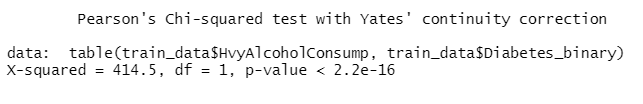 Pearson's Chi-squared test with Yates' continuity correction
data:  table(train_data$HvyAlcoholConsump, train_data$Diabetes_binary)
X-squared = 414.5, df = 1, p-value < 2.2e-16